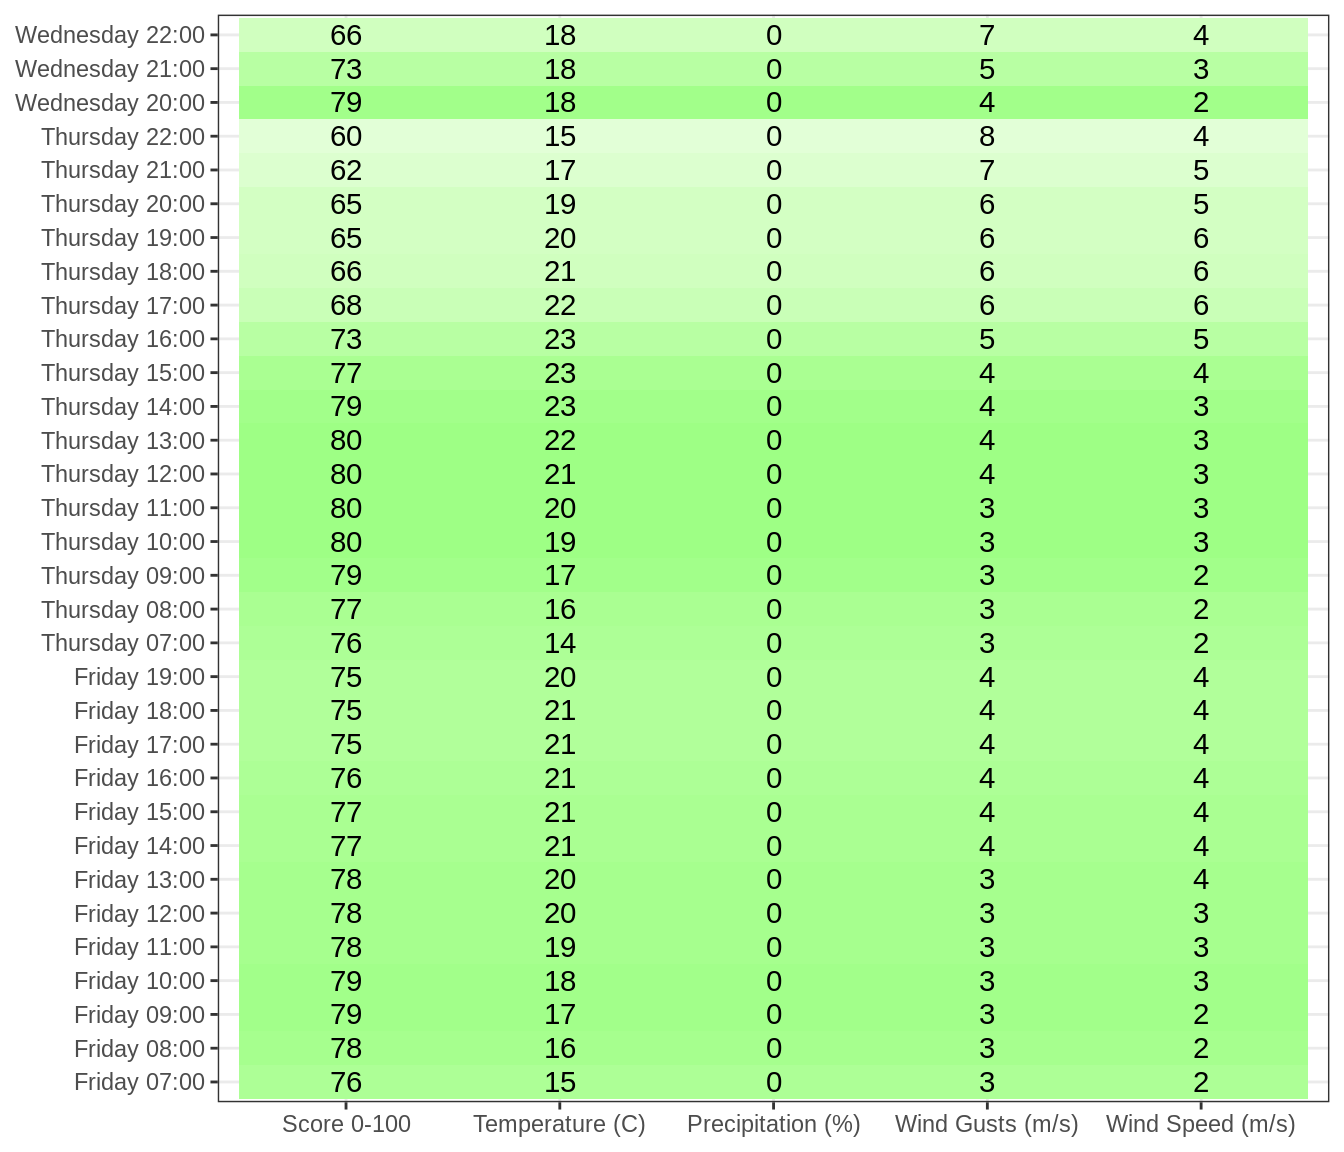 Wednesday 22:00 66 18 0 7 4
Wednesday 21:00 73 18 0 5 3
Wednesday 20:00 79 18 0 4 2
Thursday 22:00 60 15 0 8 4
Thursday 21:00 62 17 0 7 5
Thursday 20:00 65 19 0 6 5
Thursday 19:00 65 20 0 6 6
Thursday 18:00 66 21 0 6 6
Thursday 17:00 68 22 0 6 6
Thursday 16:00 73 23 0 5 5
Thursday 15:00 77 23 0 4 4
Thursday 14:00 79 23 0 4 3
Thursday 13:00 80 22 0 4 3
Thursday 12:00 80 21 0 4 3
Thursday 11:00 80 20 0 3 3
Thursday 10:00 80 19 0 3 3
Thursday 09:00 79 17 0 3 2
Thursday 08:00 77 16 0 3 2
Thursday 07:00 76 14 0 3 2
Friday 19:00 75 20 0 4 4
Friday 18:00 75 21 0 4 4
Friday 17:00 75 21 0 4 4
Friday 16:00 76 21 0 4 4
Friday 15:00 77 21 0 4 4
Friday 14:00 77 21 0 4 4
Friday 13:00 78 20 0 3 4
Friday 12:00 78 20 0 3 3
Friday 11:00 78 19 0 3 3
Friday 10:00 79 18 0 3 3
Friday 09:00 79 17 0 3 2
Friday 08:00 78 16 0 3 2
Friday 07:00 76 15 0 3 2
Score 0-100 Temperature (C) Precipitation (%) Wind Gusts (m/s) Wind Speed (m/s)